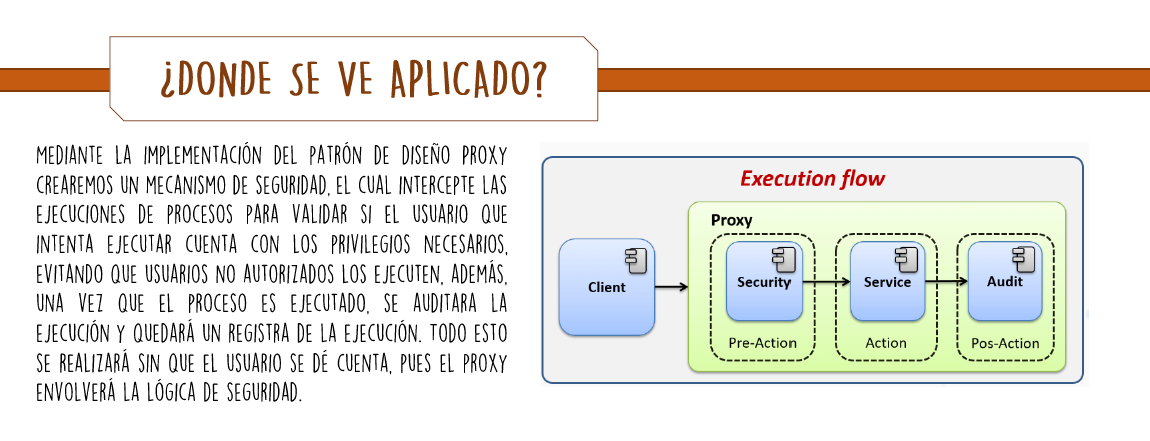 ¿DONDE SE VE APLICADO?
MEDIANTE LA IMPLEMENTACIÓN DEL PATRÓN DE DISEÑO PROXY
CREAREMOS UN MECANISMO DE SEGURIDAD, EL CUAL INTERCEPTE LAS
EJECUCIONES DE PROCESOS PARA VALIDAR SI EL USUARIO QUE
INTENTA EJECUTAR CUENTA CON LOS PRIVILEGIOS NECESARIOS,
EVITANDO QUE USUARIOS NO AUTORIZADOS LOS EJECUTEN, ADEMÁS,
UNA VEZ QUE EL PROCESO ES EJECUTADO, SE AUDITARA LA
EJECUCIÓN Y QUEDARÁ UN REGISTRA DE LA EJECUCIÓN. TODO ESTO
SE REALIZARÁ SIN QUE EL USUARIO SE DÉ CUENTA, PUES EL PROXY
ENVOLVERÁ LA LÓGICA DE SEGURIDAD.
Execution flow
Proxy
Client
Security
Service
Audit
Pre-Action
Action
Pos-Action